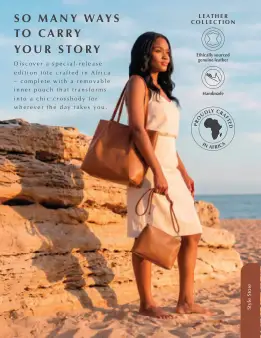 SO MANY WAYS
TO CARRY
YOUR STORY
Discover a special-release
edition tote crafted in Africa
— complete with a removable
inner pouch that transforms
into a chic crossbody for
wherever the day takes you.
LEATHER
COLLECTION
Ethically-sourced
genuine leather
Handmade
PROUDLY CRAFTED
IN AFRICA
Style Story